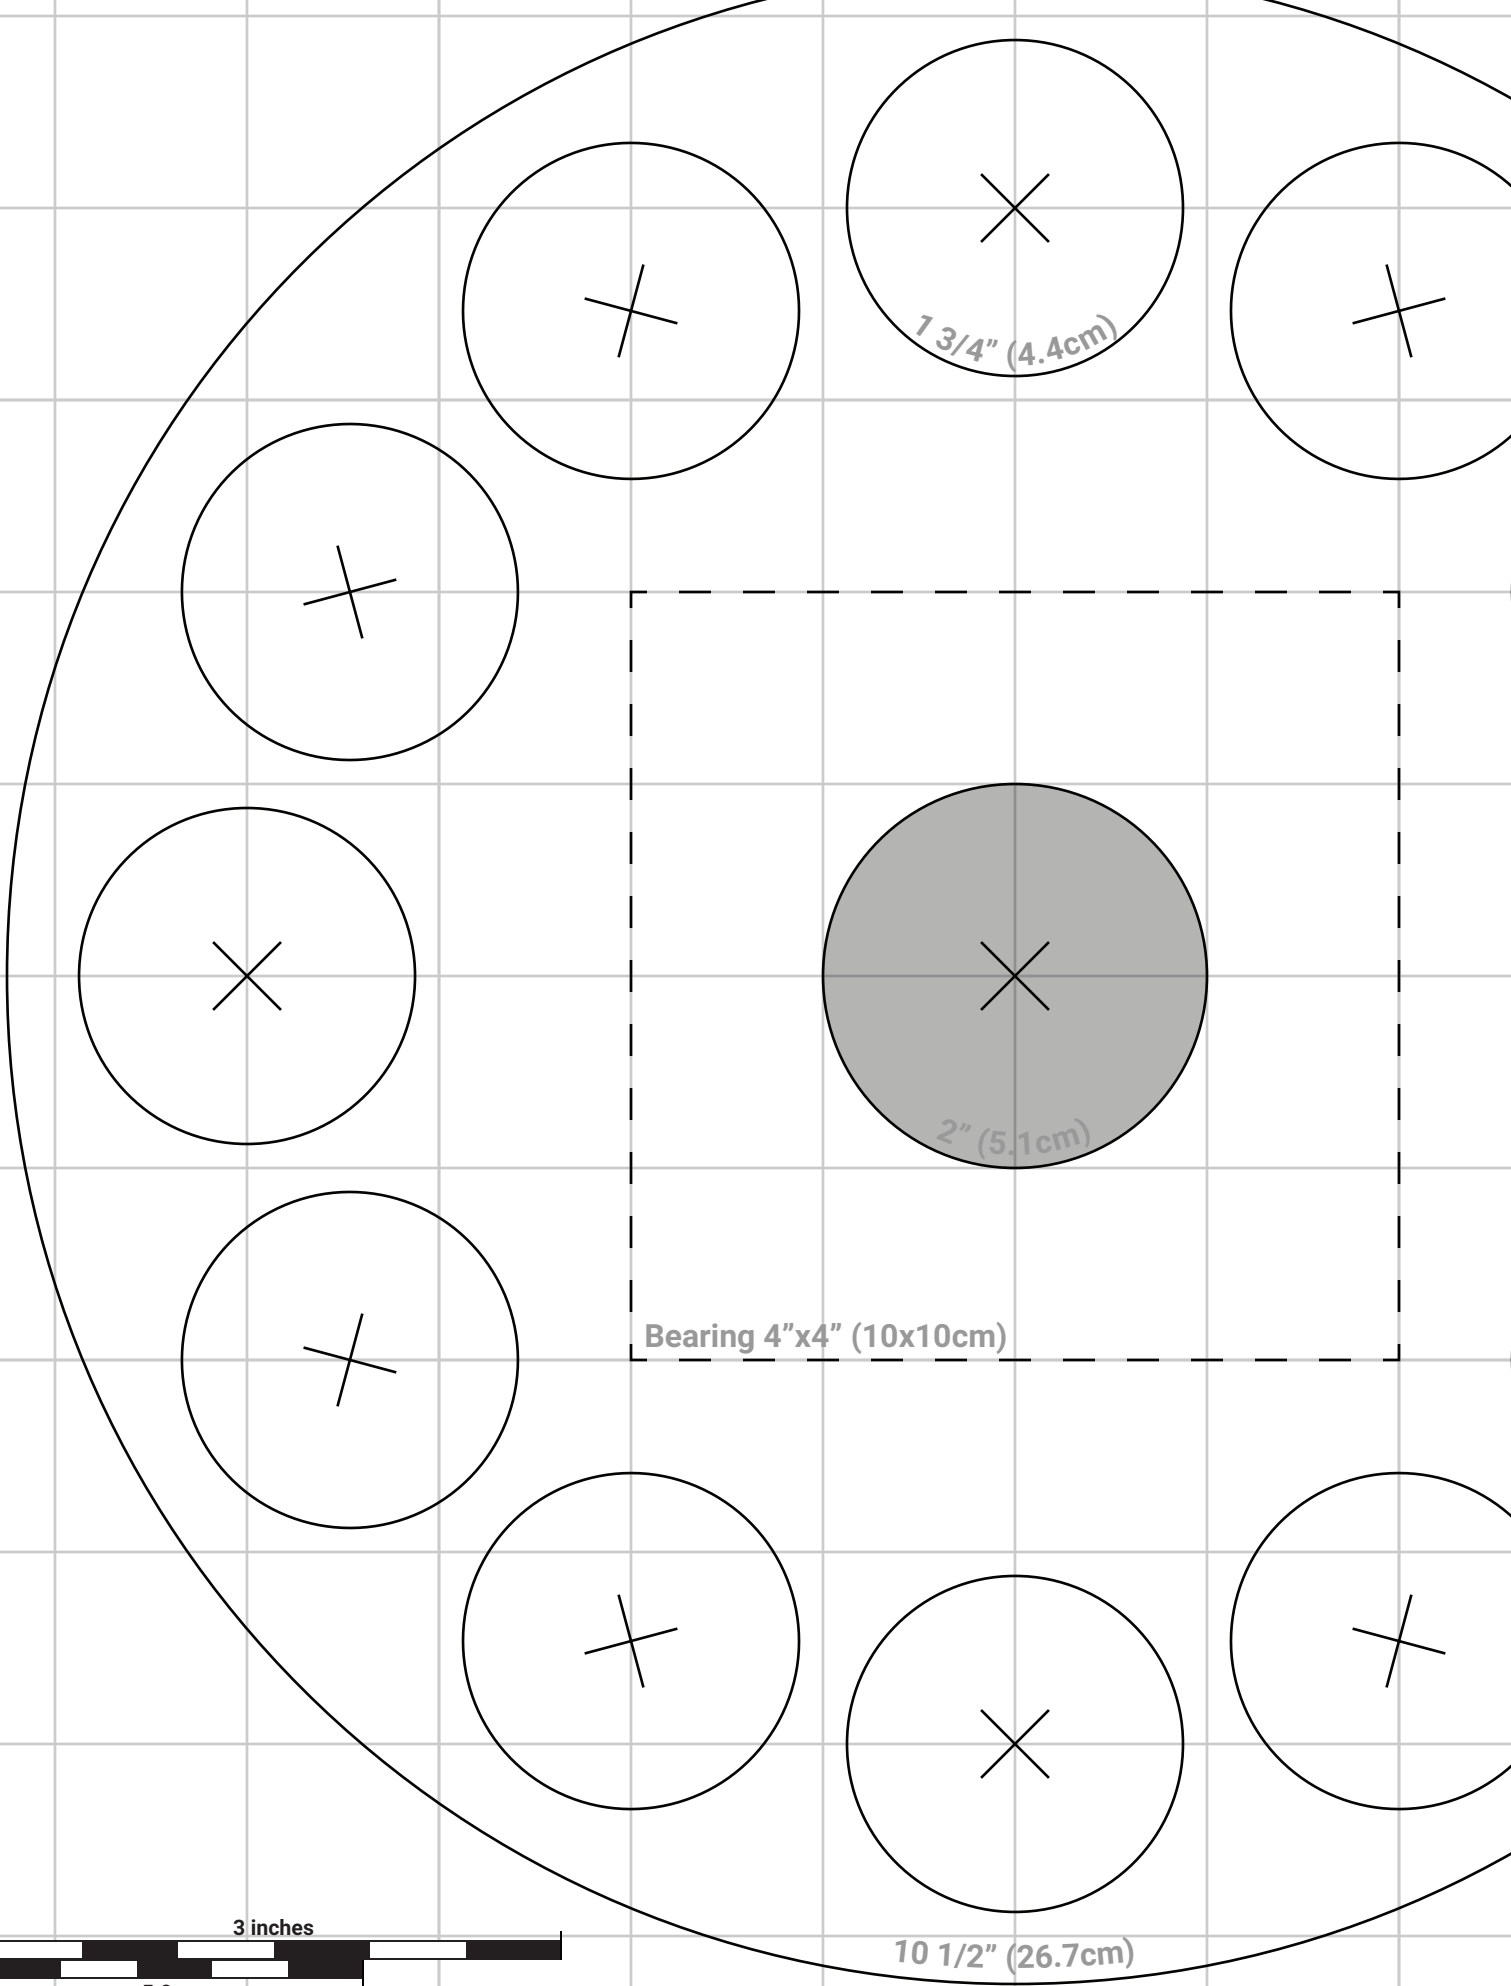 1 3/4” (4.4cm)
2” (5.1cm)
Bearing 4”x4” (10x10cm)
3 inches
10 1/2” (26.7cm)